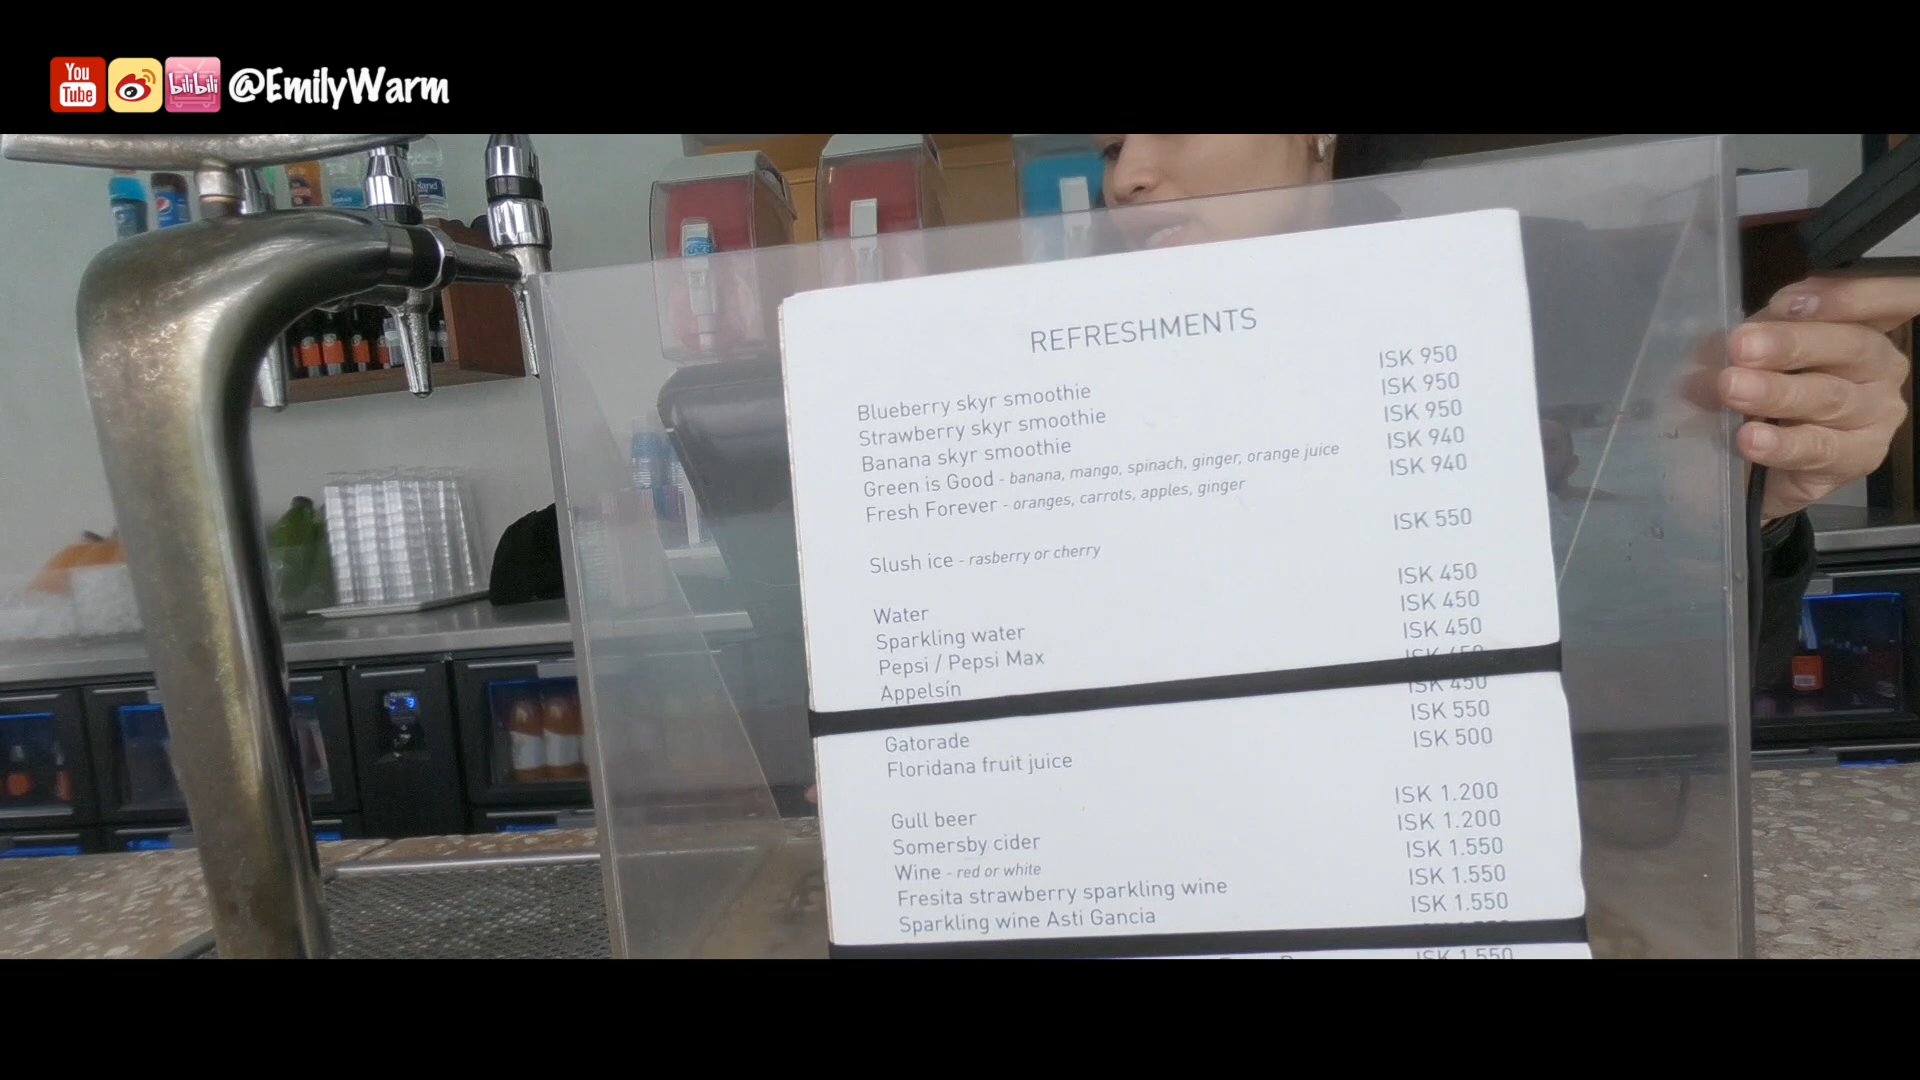 You
Tube
bilibili
@EmilyWarm
REFRESHMENTS
Blueberry skyr smoothie ISK 950
Strawberry skyr smoothie ISK 950
Banana skyr smoothie ISK 950
Green is Good - banana, mango, spinach, ginger, orange juice ISK 940
Fresh Forever - oranges, carrots, apples, ginger ISK 940
Slush ice - rasberry or cherry ISK 550
Water ISK 450
Sparkling water ISK 450
Pepsi / Pepsi Max ISK 450
Appelsín ISK 450
ISK 450
Gatorade ISK 550
Floridana fruit juice ISK 500
Gull beer ISK 1.200
Somersby cider ISK 1.200
Wine - red or white ISK 1.550
Fresita strawberry sparkling wine ISK 1.550
Sparkling wine Asti Gancia ISK 1.550
ISK 1.550